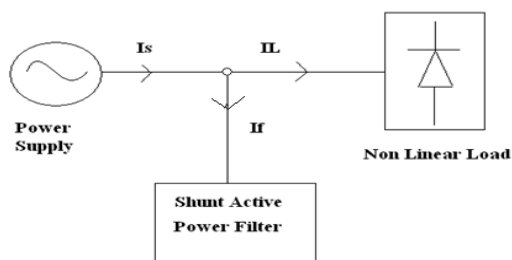 Is
IL
If
Power
Supply
Non Linear Load
Shunt Active
Power Filter